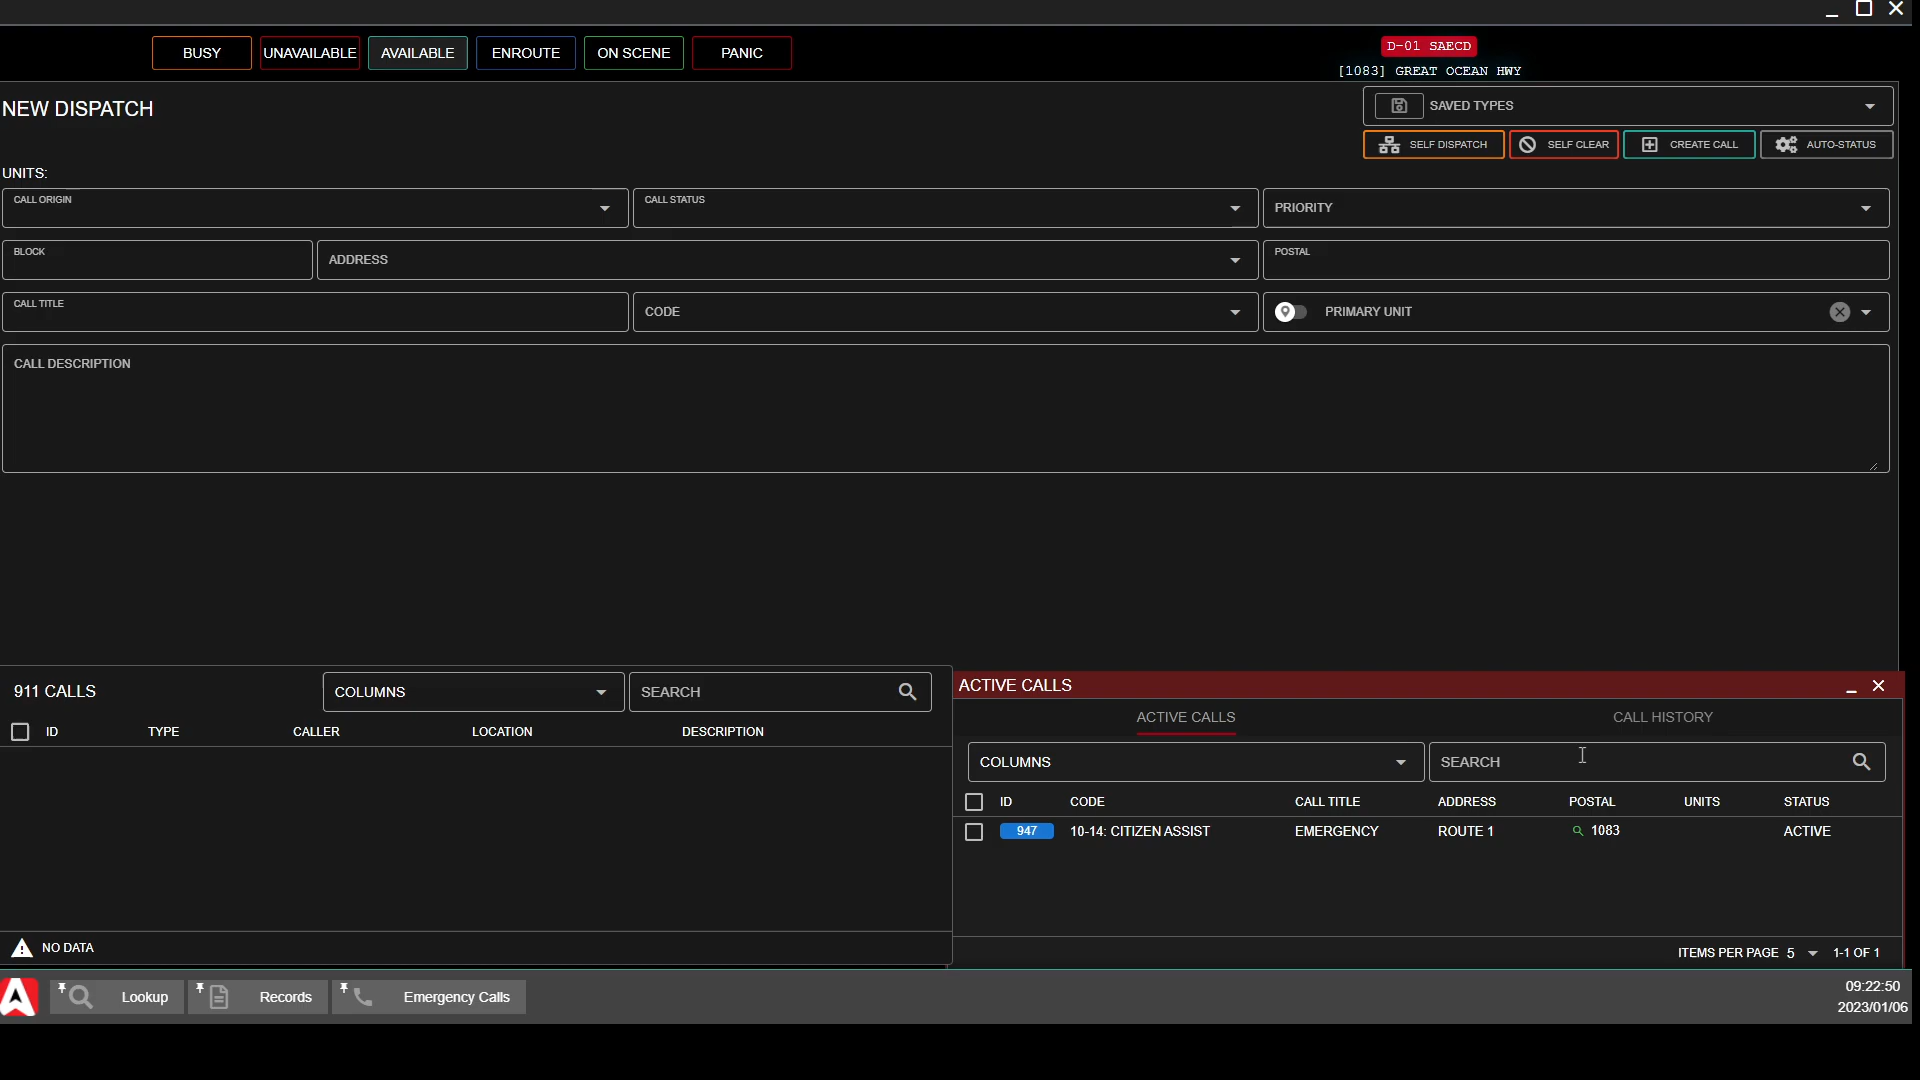 BUSY UNAVAILABLE AVAILABLE ENROUTE ON SCENE PANIC
D-01 SAECD
[1083] GREAT OCEAN HWY
NEW DISPATCH
SAVED TYPES
SELF DISPATCH SELF CLEAR CREATE CALL AUTO-STATUS
UNITS:
CALL ORIGIN CALL STATUS PRIORITY
BLOCK ADDRESS POSTAL
CALL TITLE CODE PRIMARY UNIT
CALL DESCRIPTION
911 CALLS COLUMNS SEARCH
ID TYPE CALLER LOCATION DESCRIPTION
NO DATA
ACTIVE CALLS
ACTIVE CALLS CALL HISTORY
COLUMNS SEARCH
ID CODE CALL TITLE ADDRESS POSTAL UNITS STATUS
947 10-14: CITIZEN ASSIST EMERGENCY ROUTE 1 1083 ACTIVE
ITEMS PER PAGE 5 1-1 OF 1
Lookup Records Emergency Calls
09:22:50
2023/01/06